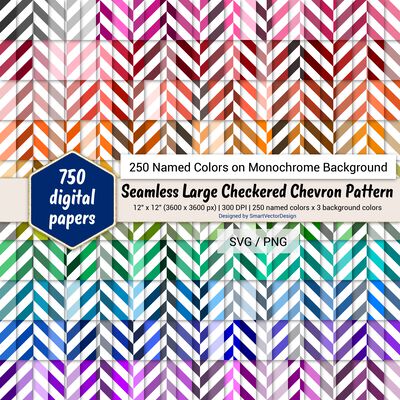 250 Named Colors on Monochrome Background
750
digital
papers
Seamless Large Checkered Chevron Pattern
12" x 12" (3600 x 3600 px) | 300 DPI | 250 named colors x 3 background colors
Designed by SmartVectorDesign
SVG / PNG